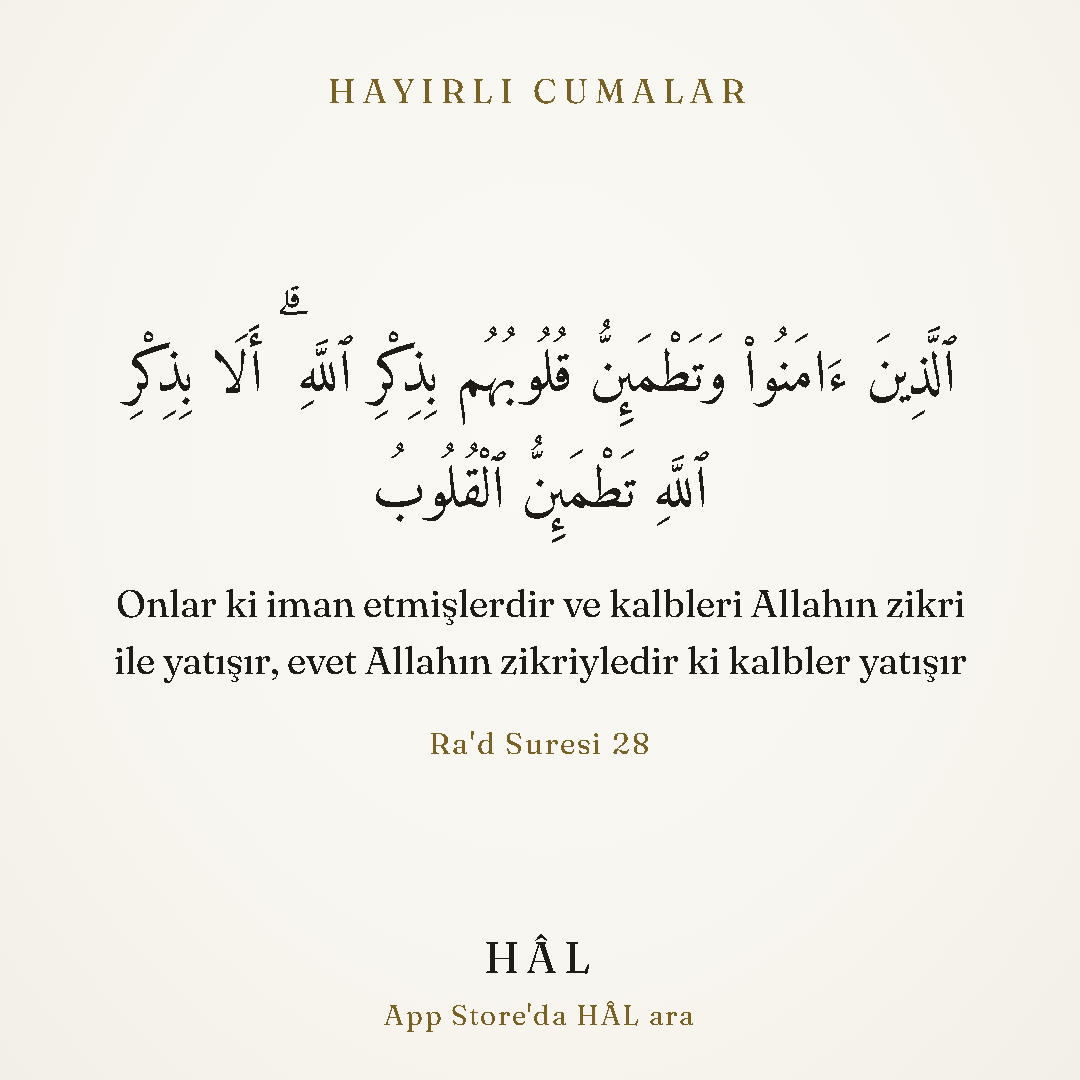 HAYIRLI CUMALAR
ٱلَّذِينَ ءَامَنُوا۟ وَتَطْمَئِنُّ قُلُوبُهُم بِذِكْرِ ٱللَّهِ ۗ أَلَا بِذِكْرِ
ٱللَّهِ تَطْمَئِنُّ ٱلْقُلُوبُ
Onlar ki iman etmişlerdir ve kalbleri Allahın zikri
ile yatışır, evet Allahın zikriyledir ki kalbler yatışır
Ra'd Suresi 28
HÂL
App Store'da HÂL ara